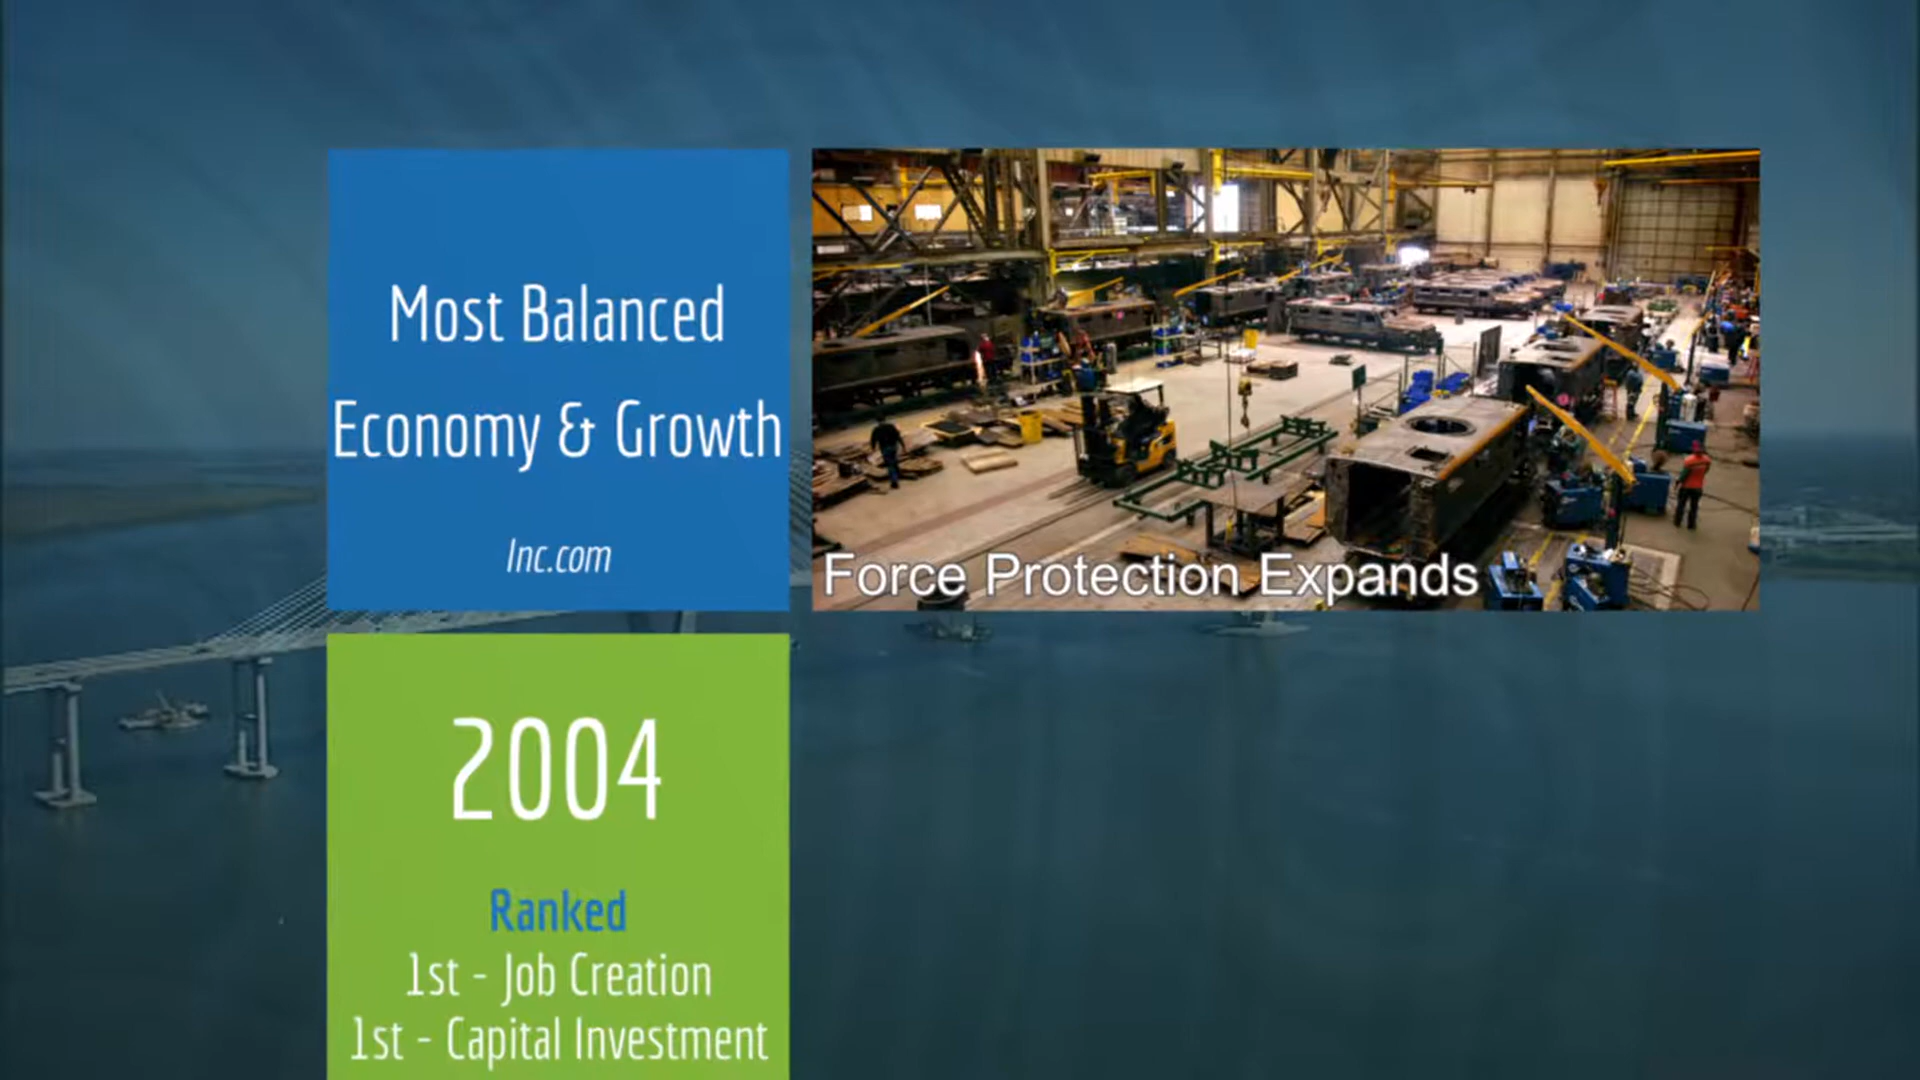 Most Balanced
Economy & Growth
Inc.com
Force Protection Expands
2004
Ranked
1st - Job Creation
1st - Capital Investment